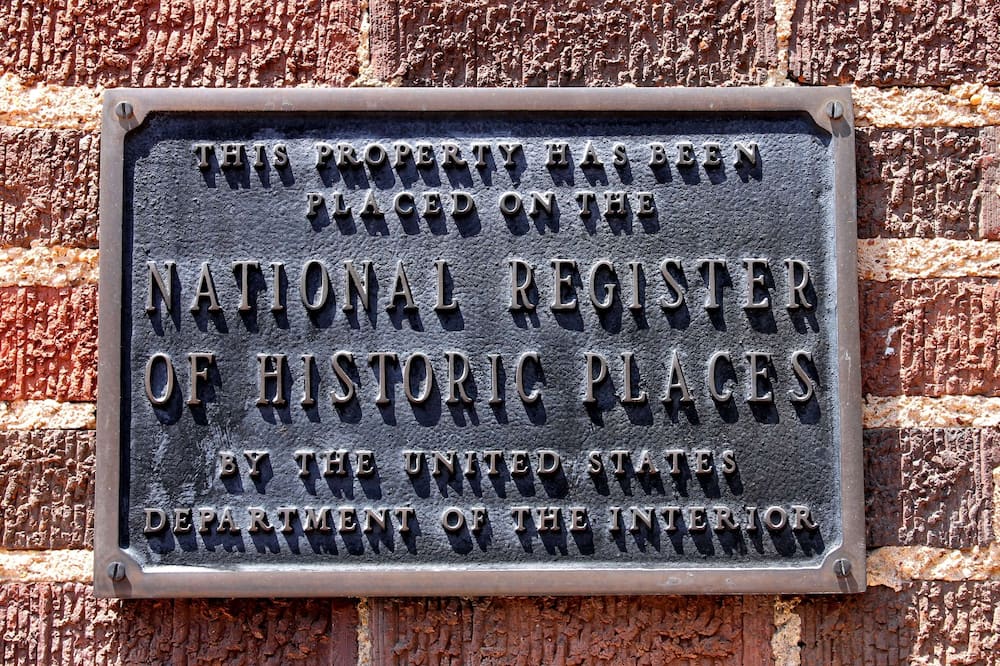 THIS PROPERTY HAS BEEN
PLACED ON THE
NATIONAL REGISTER
OF HISTORIC PLACES
BY THE UNITED STATES
DEPARTMENT OF THE INTERIOR